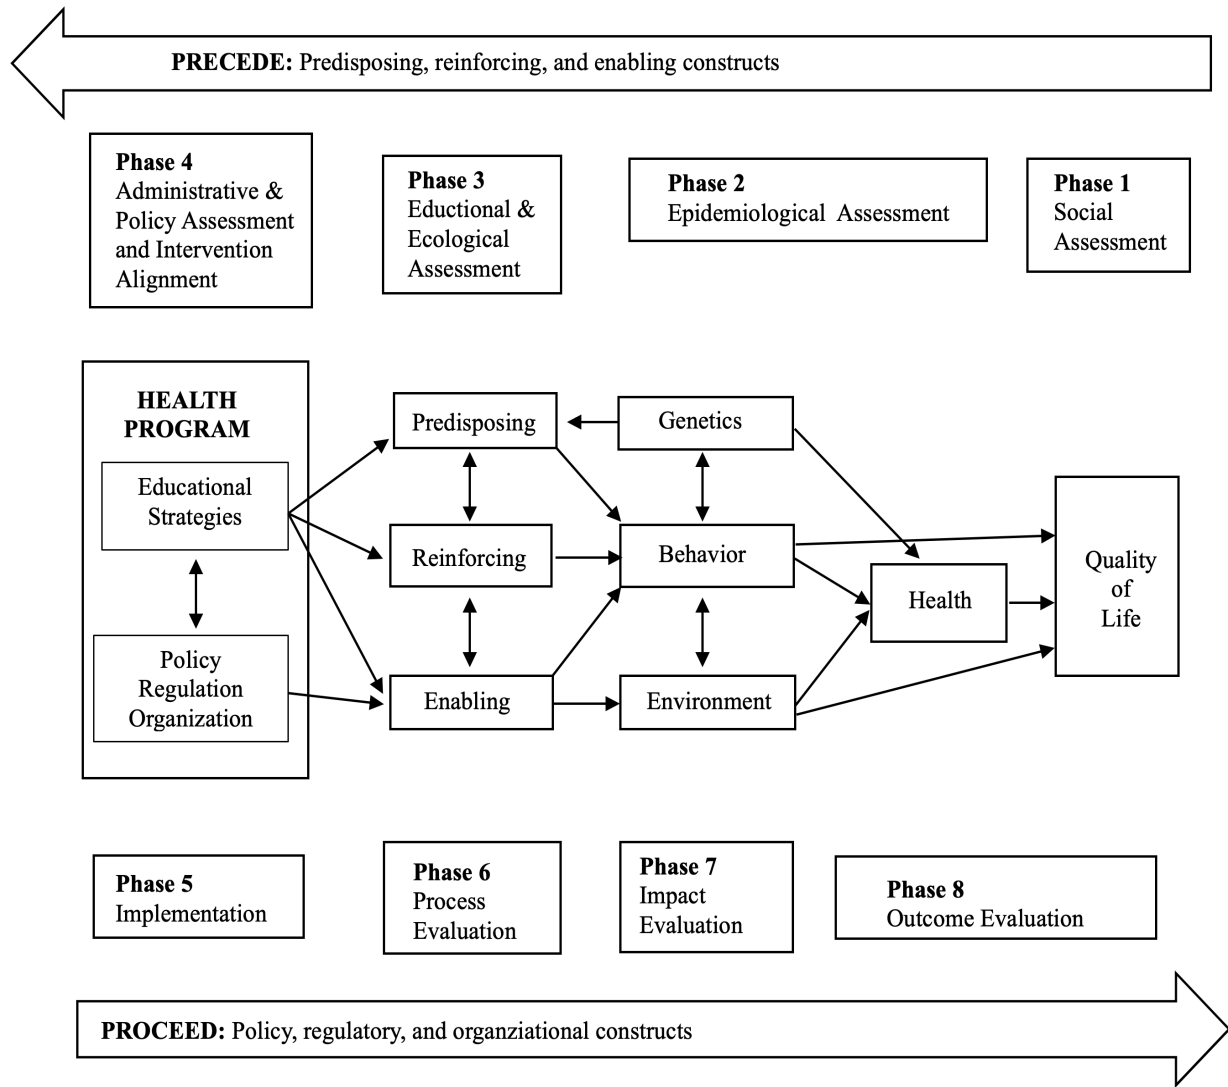 PRECEDE: Predisposing, reinforcing, and enabling constructs
Phase 4
Administrative &
Policy Assessment
and Intervention
Alignment
Phase 3
Eductional &
Ecological
Assessment
Phase 2
Epidemiological Assessment
Phase 1
Social
Assessment
HEALTH
PROGRAM
Educational
Strategies
Policy
Regulation
Organization
Predisposing
Reinforcing
Enabling
Genetics
Behavior
Environment
Health
Quality
of
Life
Phase 5
Implementation
Phase 6
Process
Evaluation
Phase 7
Impact
Evaluation
Phase 8
Outcome Evaluation
PROCEED: Policy, regulatory, and organziational constructs